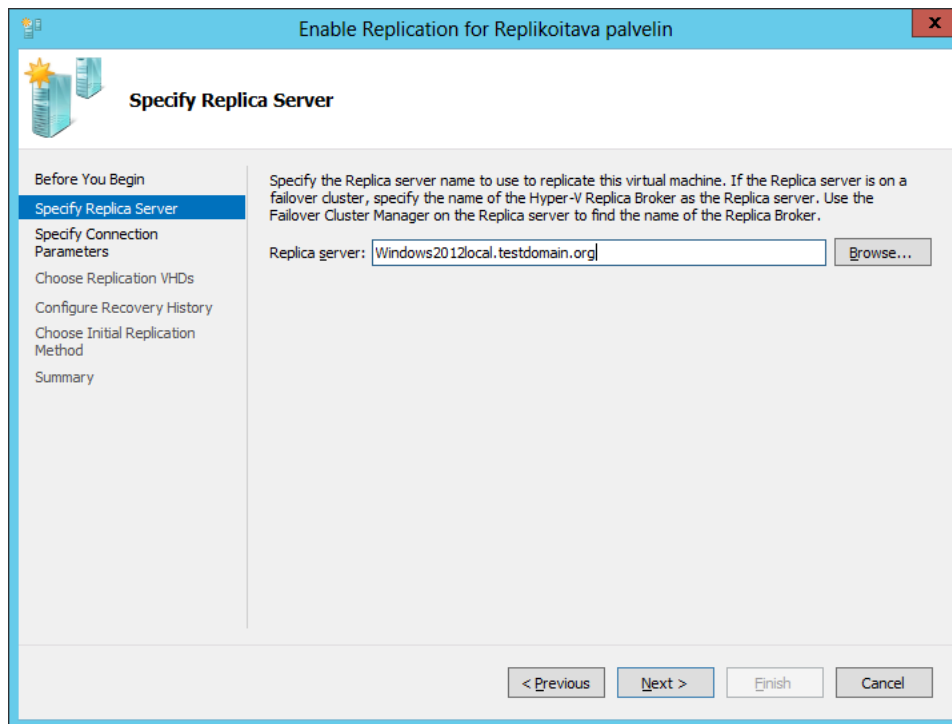 Enable Replication for Replikoitava palvelin
x
Specify Replica Server
Before You Begin
Specify Replica Server
Specify Connection
Parameters
Choose Replication VHDs
Configure Recovery History
Choose Initial Replication
Method
Summary
Specify the Replica server name to use to replicate this virtual machine. If the Replica server is on a
failover cluster, specify the name of the Hyper-V Replica Broker as the Replica server. Use the
Failover Cluster Manager on the Replica server to find the name of the Replica Broker.
Replica server: Windows2012local.testdomain.org Browse...
< Previous Next > Finish Cancel